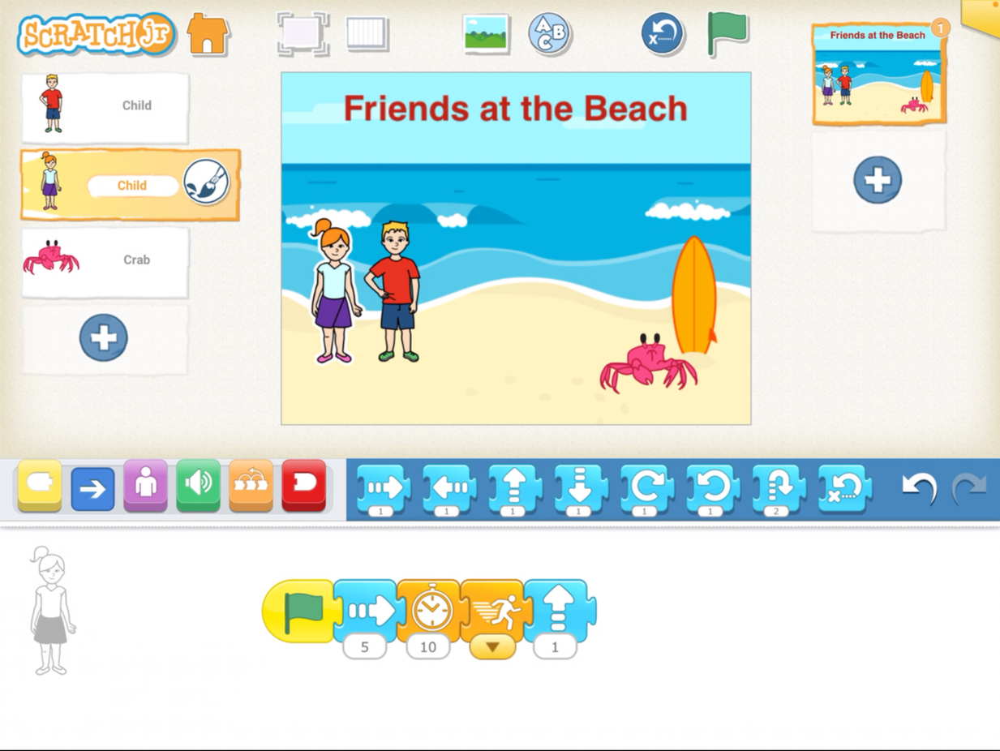 SCRATCHJr
ABC
Friends at the Beach
1
Child
Friends at the Beach
Child
Crab
1
1
1
1
1
1
2
x
x
5
10
1